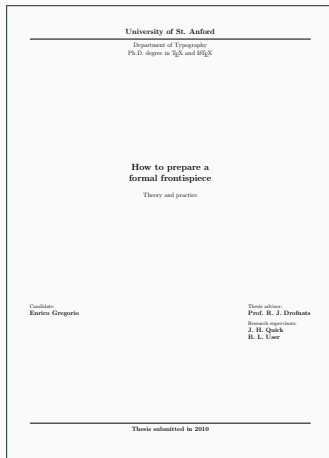 University of St. Anford
Department of Typography
Ph.D. degree in TeX and LaTeX
How to prepare a
formal frontispiece
Theory and practice
Candidate:
Enrico Gregorio
Thesis advisor:
Prof. R. J. Drofnats
Research supervisors:
J. H. Quick
B. L. User
Thesis submitted in 2010